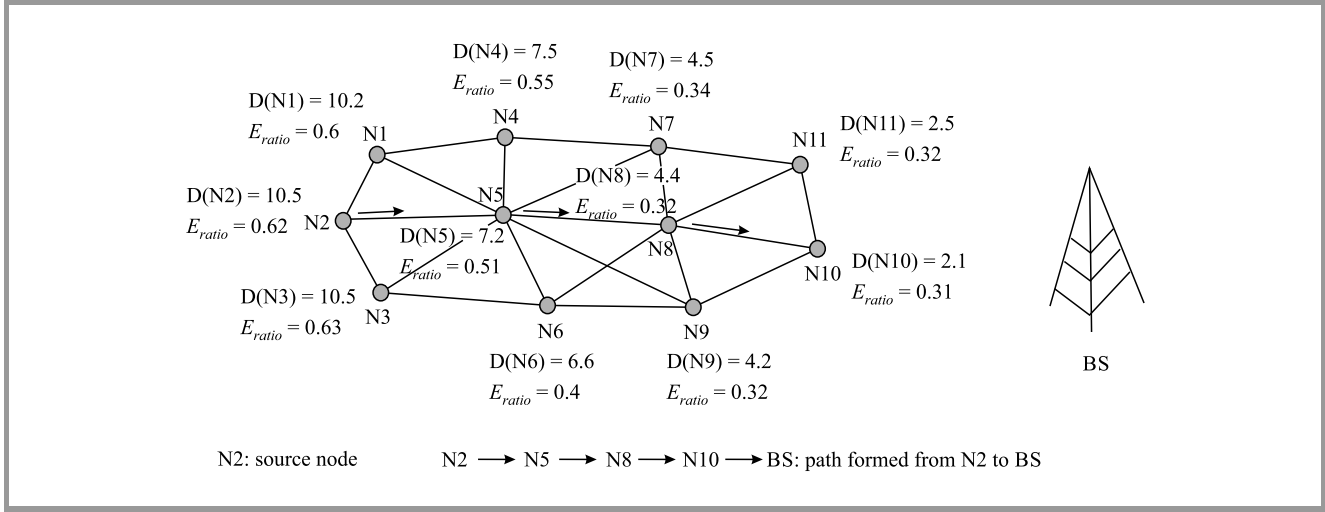 D(N4) = 7.5
E_ratio = 0.55
N4
D(N7) = 4.5
E_ratio = 0.34
N7
D(N1) = 10.2
E_ratio = 0.6
N1
D(N11) = 2.5
E_ratio = 0.32
N11
D(N2) = 10.5
E_ratio = 0.62
N2
N5
D(N5) = 7.2
E_ratio = 0.51
D(N8) = 4.4
E_ratio = 0.32
N8
N10
D(N10) = 2.1
E_ratio = 0.31
D(N3) = 10.5
E_ratio = 0.63
N3
N6
D(N6) = 6.6
E_ratio = 0.4
N9
D(N9) = 4.2
E_ratio = 0.32
BS
N2: source node
N2 → N5 → N8 → N10 → BS: path formed from N2 to BS